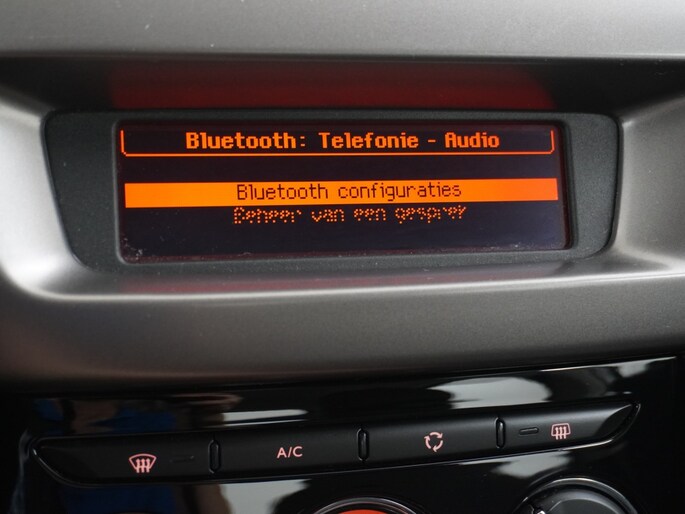 Bluetooth: Telefonie - Audio
Bluetooth configuraties
Beheer van een gesprek
A/C